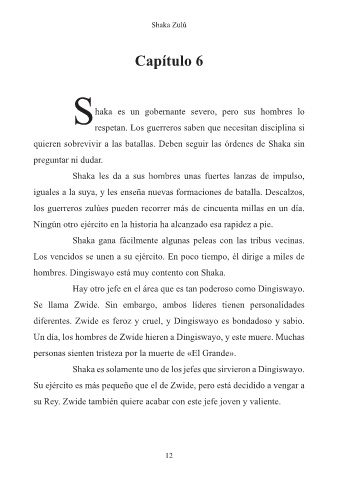 Shaka Zulú
Capítulo 6
Shaka es un gobernante severo, pero sus hombres lo
respetan. Los guerreros saben que necesitan disciplina si
quieren sobrevivir a las batallas. Deben seguir las órdenes de Shaka sin
preguntar ni dudar.
Shaka les da a sus hombres unas fuertes lanzas de impulso,
iguales a la suya, y les enseña nuevas formaciones de batalla. Descalzos,
los guerreros zulúes pueden recorrer más de cincuenta millas en un día.
Ningún otro ejército en la historia ha alcanzado esa rapidez a pie.
Shaka gana fácilmente algunas peleas con las tribus vecinas.
Los vencidos se unen a su ejército. En poco tiempo, él dirige a miles de
hombres. Dingiswayo está muy contento con Shaka.
Hay otro jefe en el área que es tan poderoso como Dingiswayo.
Se llama Zwide. Sin embargo, ambos líderes tienen personalidades
diferentes. Zwide es feroz y cruel, y Dingiswayo es bondadoso y sabio.
Un día, los hombres de Zwide hieren a Dingiswayo, y este muere. Muchas
personas sienten tristeza por la muerte de «El Grande».
Shaka es solamente uno de los jefes que sirvieron a Dingiswayo.
Su ejército es más pequeño que el de Zwide, pero está decidido a vengar a
su Rey. Zwide también quiere acabar con este jefe joven y valiente.
12